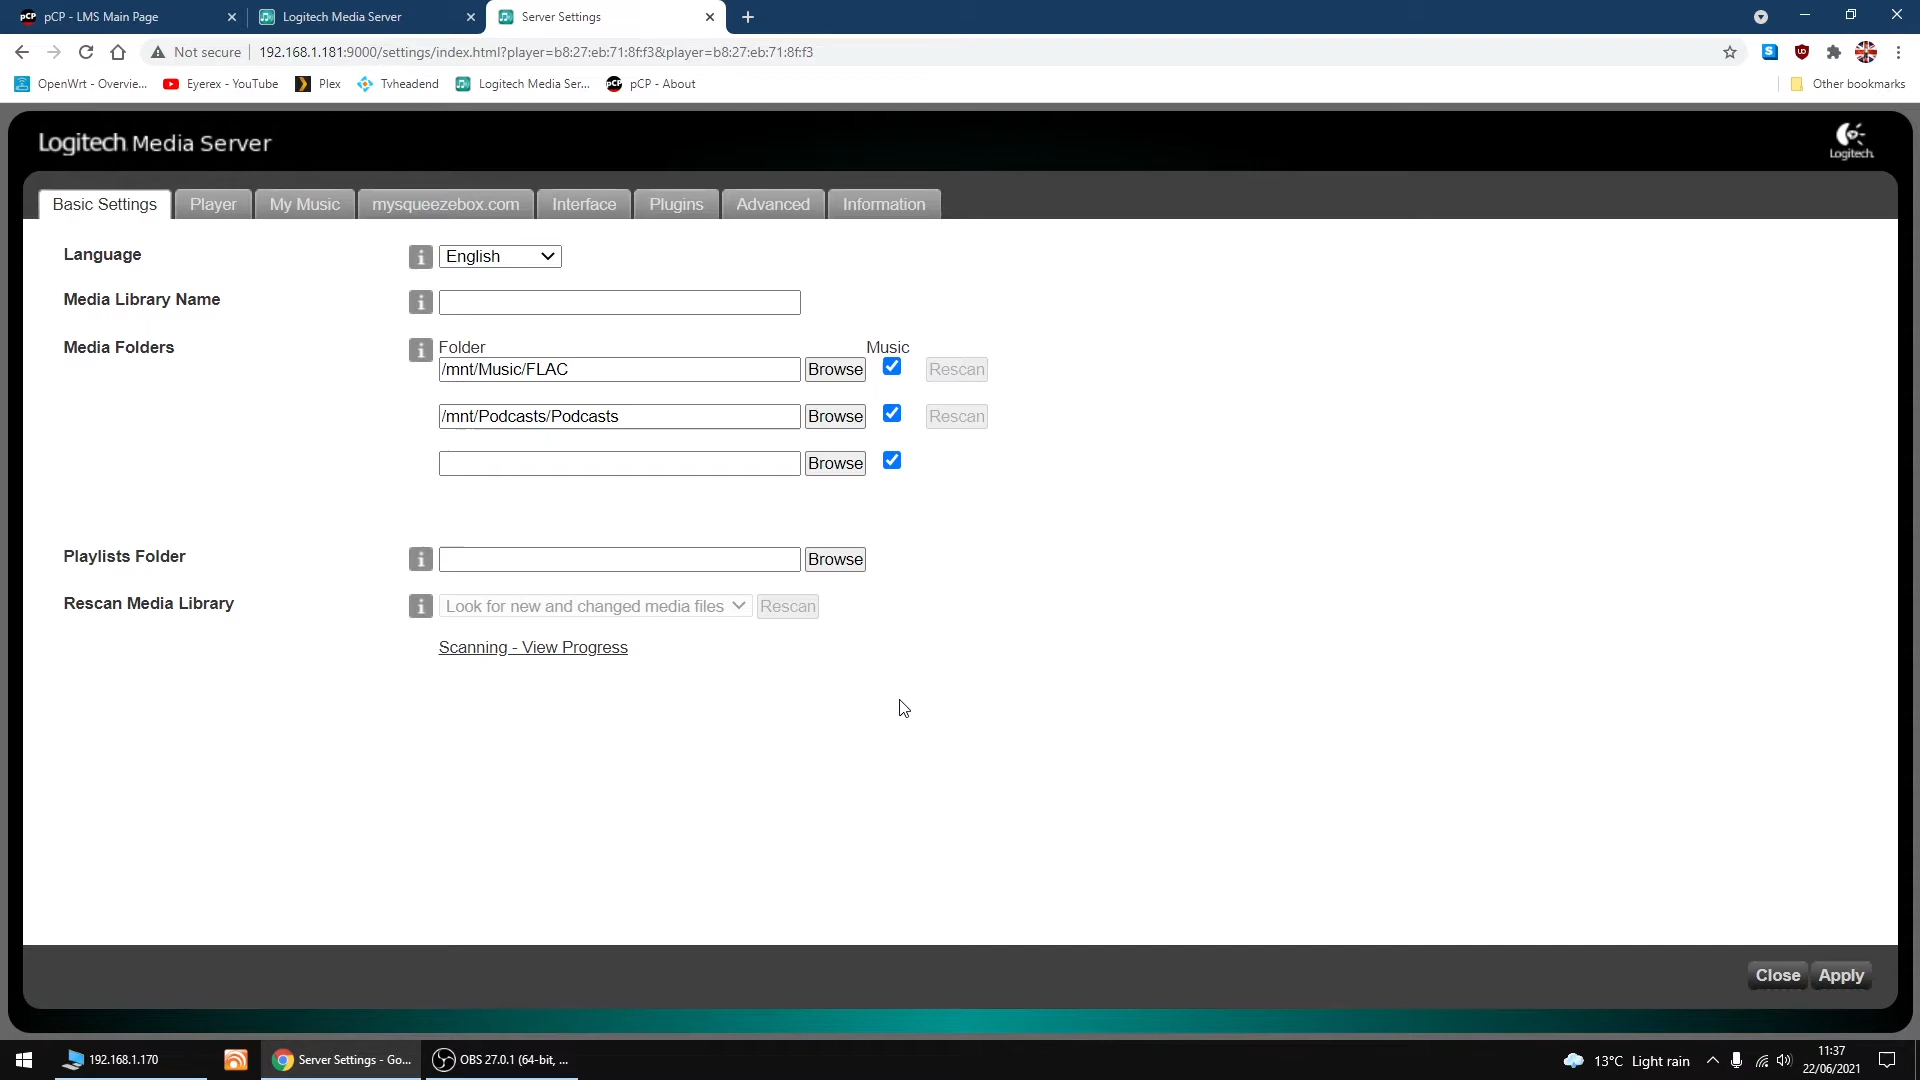 pCP - LMS Main Page
Logitech Media Server
Server Settings
Not secure
192.168.1.181:9000/settings/index.html?player=b8:27:eb:71:8f:f3&player=b8:27:eb:71:8f:f3
OpenWrt - Overvie...
Eyerex - YouTube
Plex
Tvheadend
Logitech Media Ser...
pCP - About
Other bookmarks
Logitech Media Server
Logitech
Basic Settings
Player
My Music
mysqueezebox.com
Interface
Plugins
Advanced
Information
Language
English
Media Library Name
Media Folders
Folder
Music
/mnt/Music/FLAC
Browse
Rescan
/mnt/Podcasts/Podcasts
Browse
Rescan
Browse
Playlists Folder
Browse
Rescan Media Library
Look for new and changed media files
Rescan
Scanning - View Progress
Close
Apply
192.168.1.170
Server Settings - Go...
OBS 27.0.1 (64-bit, ...
13°C Light rain
11:37
22/06/2021